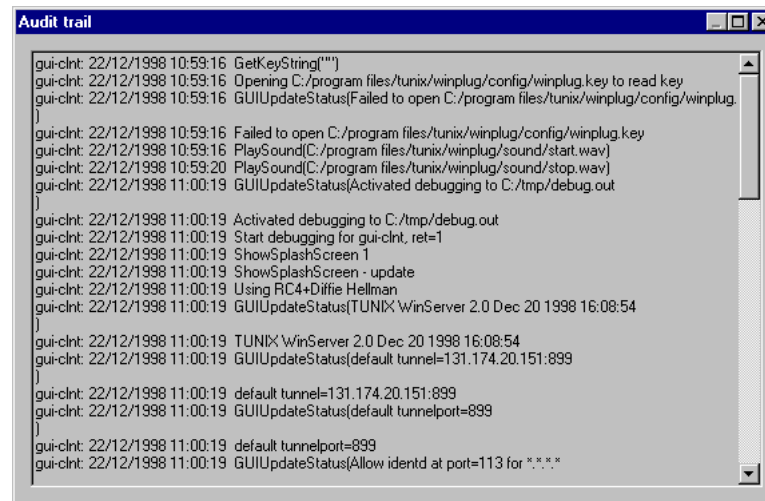 Audit trail
gui-clnt: 22/12/1998 10:59:16 GetKeyString("")
gui-clnt: 22/12/1998 10:59:16 Opening C:/program files/tunix/winplug/config/winplug.key to read key
gui-clnt: 22/12/1998 10:59:16 GUIUpdateStatus(Failed to open C:/program files/tunix/winplug/config/winplug.
)
gui-clnt: 22/12/1998 10:59:16 Failed to open C:/program files/tunix/winplug/config/winplug.key
gui-clnt: 22/12/1998 10:59:16 PlaySound(C:/program files/tunix/winplug/sound/start.wav)
gui-clnt: 22/12/1998 10:59:20 PlaySound(C:/program files/tunix/winplug/sound/stop.wav)
gui-clnt: 22/12/1998 11:00:19 GUIUpdateStatus(Activated debugging to C:/tmp/debug.out
)
gui-clnt: 22/12/1998 11:00:19 Activated debugging to C:/tmp/debug.out
gui-clnt: 22/12/1998 11:00:19 Start debugging for gui-clnt, ret=1
gui-clnt: 22/12/1998 11:00:19 ShowSplashScreen 1
gui-clnt: 22/12/1998 11:00:19 ShowSplashScreen - update
gui-clnt: 22/12/1998 11:00:19 Using RC4+Diffie Hellman
gui-clnt: 22/12/1998 11:00:19 GUIUpdateStatus(TUNIX WinServer 2.0 Dec 20 1998 16:08:54
)
gui-clnt: 22/12/1998 11:00:19 TUNIX WinServer 2.0 Dec 20 1998 16:08:54
gui-clnt: 22/12/1998 11:00:19 GUIUpdateStatus(default tunnel=131.174.20.151:899
)
gui-clnt: 22/12/1998 11:00:19 default tunnel=131.174.20.151:899
gui-clnt: 22/12/1998 11:00:19 GUIUpdateStatus(default tunnelport=899
)
gui-clnt: 22/12/1998 11:00:19 default tunnelport=899
gui-clnt: 22/12/1998 11:00:19 GUIUpdateStatus(Allow identd at port=113 for *.*.*.*